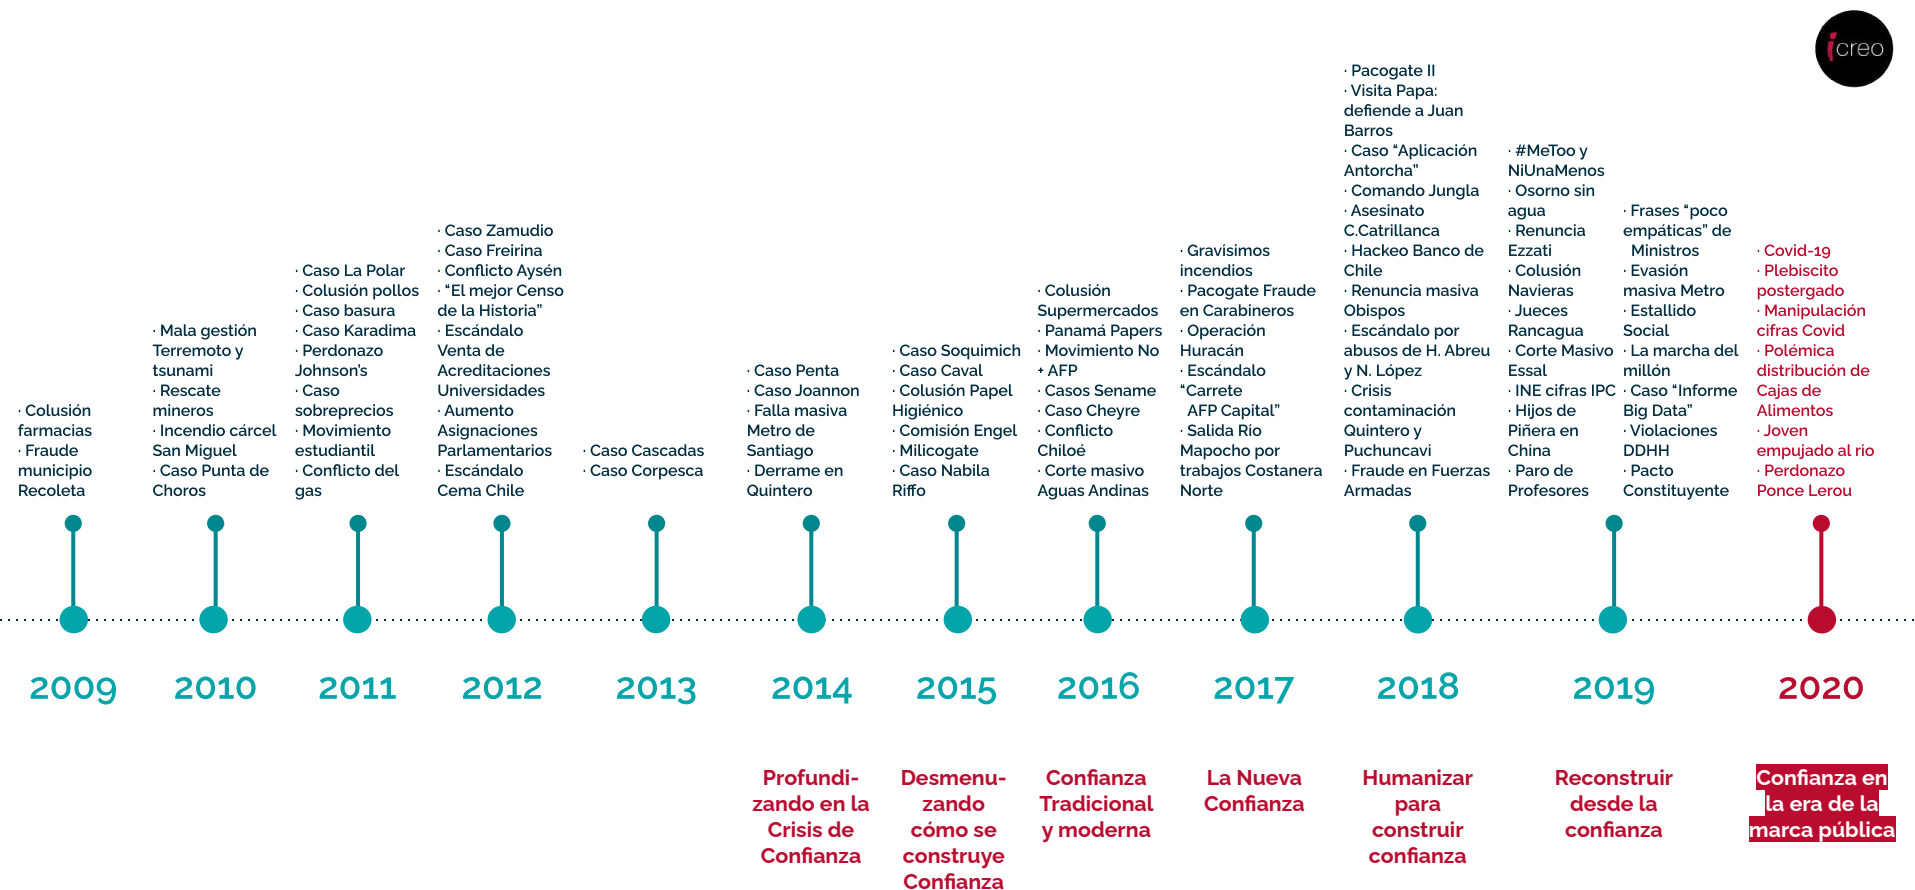 icreo
· Colusión
farmacias
· Fraude
municipio
Recoleta
· Mala gestión
Terremoto y
tsunami
· Rescate
mineros
· Incendio cárcel
San Miguel
· Caso Punta de
Choros
· Caso La Polar
· Colusión pollos
· Caso basura
· Caso Karadima
· Perdonazo
Johnson's
· Caso
sobreprecios
· Movimiento
estudiantil
· Conflicto del
gas
· Caso Zamudio
· Caso Freirina
· Conflicto Aysén
· “El mejor Censo
de la Historia”
· Escándalo
Venta de
Acreditaciones
Universidades
· Aumento
Asignaciones
Parlamentarios
· Escándalo
Cema Chile
· Caso Cascadas
· Caso Corpesca
· Caso Penta
· Caso Joannon
· Falla masiva
Metro de
Santiago
· Derrame en
Quintero
· Caso Soquimich
· Caso Caval
· Colusión Papel
Higiénico
· Comisión Engel
· Milicogate
· Caso Nabila
Riffo
· Colusión
Supermercados
· Panamá Papers
· Movimiento No
+ AFP
· Casos Sename
· Caso Cheyre
· Conflicto
Chiloé
· Corte masivo
Aguas Andinas
· Gravísimos
incendios
· Pacogate Fraude
en Carabineros
· Operación
Huracán
· Escándalo
“Carrete
AFP Capital”
· Salida Río
Mapocho por
trabajos Costanera
Norte
· Pacogate II
· Visita Papa:
defiende a Juan
Barros
· Caso “Aplicación
Antorcha”
· Comando Jungla
· Asesinato
C.Catrillanca
· Hackeo Banco de
Chile
· Renuncia masiva
Obispos
· Escándalo por
abusos de H. Abreu
y N. López
· Crisis
contaminación
Quintero y
Puchuncaví
· Fraude en Fuerzas
Armadas
· #MeToo y
NiUnaMenos
· Osorno sin
agua
· Renuncia
Ezzati
· Colusión
Navieras
· Jueces
Rancagua
· Corte Masivo
Essal
· INE cifras IPC
· Hijos de
Piñera en
China
· Paro de
Profesores
· Frases “poco
empáticas” de
Ministros
· Evasión
masiva Metro
· Estallido
Social
· La marcha del
millón
· Caso “Informe
Big Data”
· Violaciones
DDHH
· Pacto
Constituyente
· Covid-19
· Plebiscito
postergado
· Manipulación
cifras Covid
· Polémica
distribución de
Cajas de
Alimentos
· Joven
empujado al río
· Perdonazo
Ponce Lerou
2009
2010
2011
2012
2013
2014
2015
2016
2017
2018
2019
2020
Profundi-
zando en la
Crisis de
Confianza
Desmenu-
zando
cómo se
construye
Confianza
Confianza
Tradicional
y moderna
La Nueva
Confianza
Humanizar
para
construir
confianza
Reconstruir
desde la
confianza
Confianza en
la era de la
marca pública